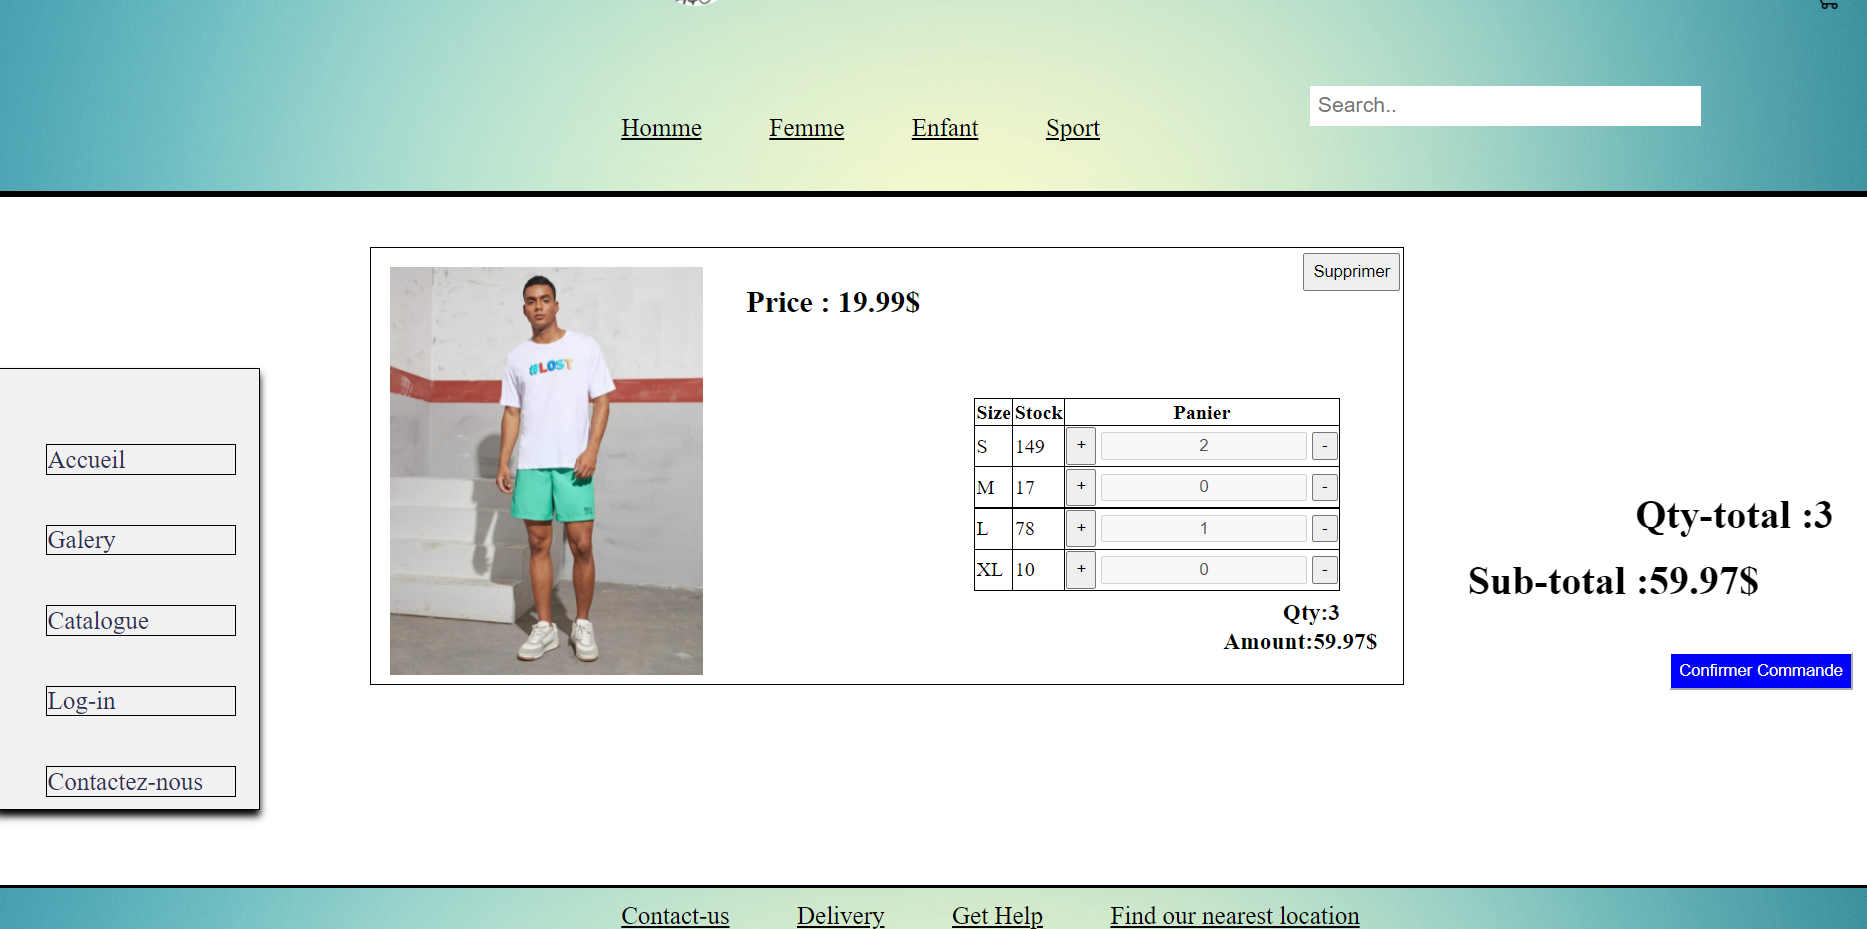 Search..
Homme Femme Enfant Sport
Supprimer
Price : 19.99$
#LOST
Size Stock Panier
S 149 + 2 -
M 17 + 0 -
L 78 + 1 -
XL 10 + 0 -
Qty:3
Amount:59.97$
Accueil
Galery
Catalogue
Log-in
Contactez-nous
Qty-total :3
Sub-total :59.97$
Confirmer Commande
Contact-us Delivery Get Help Find our nearest location